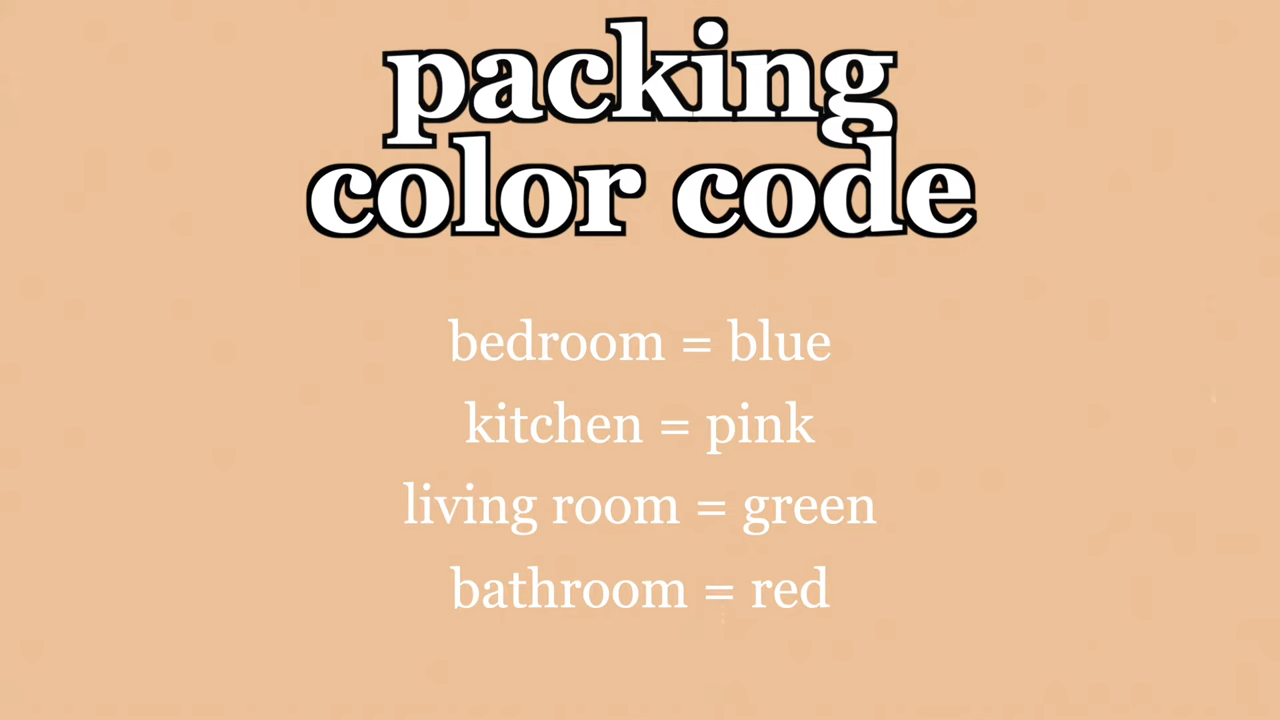 packing
color code
bedroom = blue
kitchen = pink
living room = green
bathroom = red